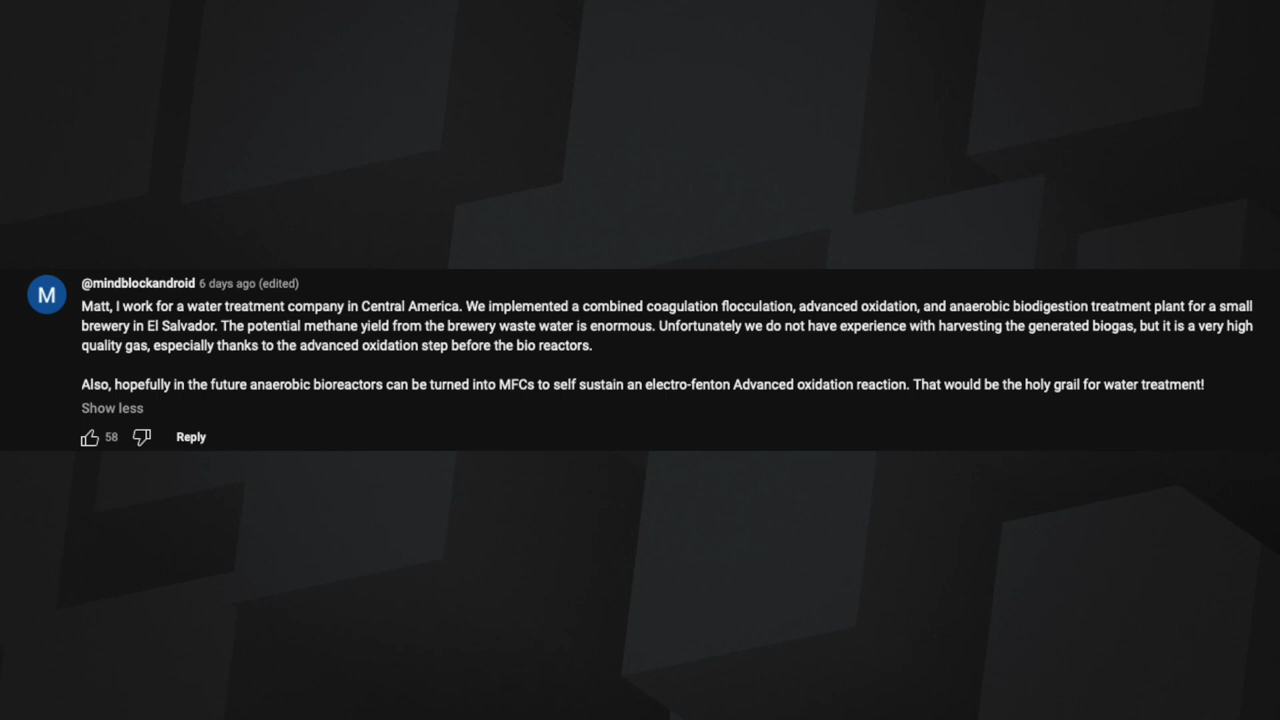 M
@mindblockandroid 6 days ago (edited)
Matt, I work for a water treatment company in Central America. We implemented a combined coagulation flocculation, advanced oxidation, and anaerobic biodigestion treatment plant for a small
brewery in El Salvador. The potential methane yield from the brewery waste water is enormous. Unfortunately we do not have experience with harvesting the generated biogas, but it is a very high
quality gas, especially thanks to the advanced oxidation step before the bio reactors.
Also, hopefully in the future anaerobic bioreactors can be turned into MFCs to self sustain an electro-fenton Advanced oxidation reaction. That would be the holy grail for water treatment!
Show less
58 Reply